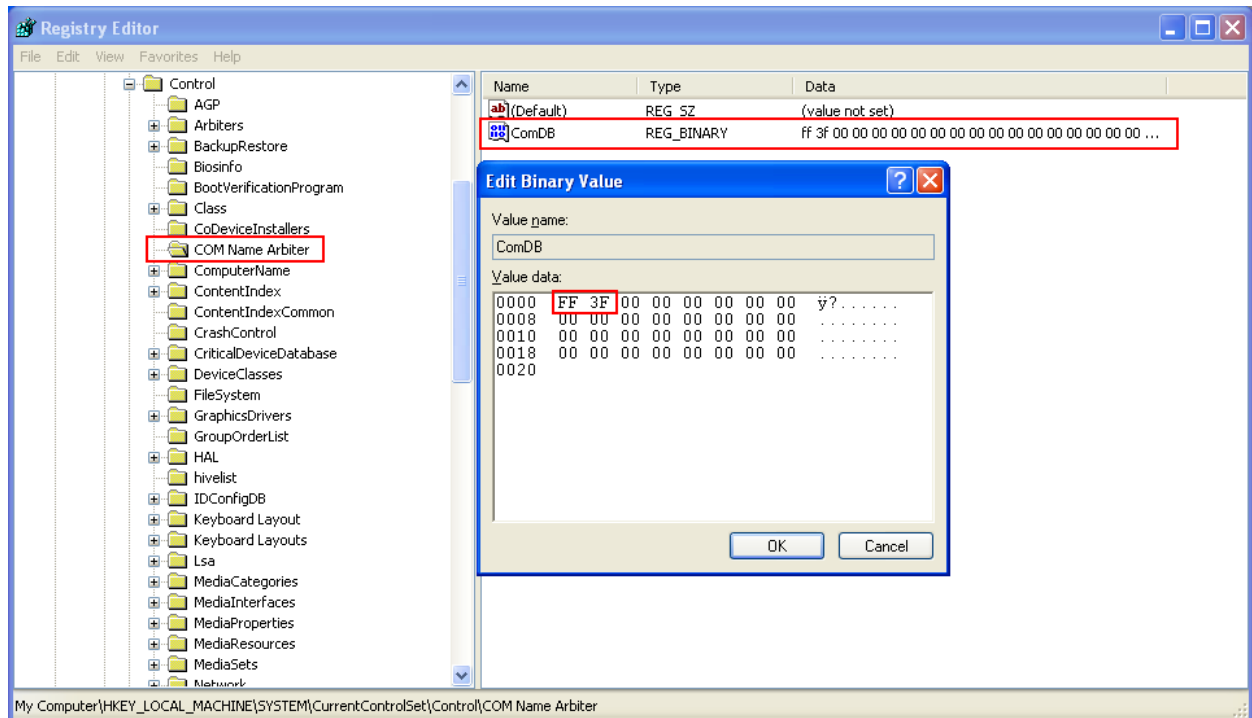 Registry Editor
File Edit View Favorites Help
Control
AGP
Arbiters
BackupRestore
Biosinfo
BootVerificationProgram
Class
CoDeviceInstallers
COM Name Arbiter
ComputerName
ContentIndex
ContentIndexCommon
CrashControl
CriticalDeviceDatabase
DeviceClasses
FileSystem
GraphicsDrivers
GroupOrderList
HAL
hivelist
IDConfigDB
Keyboard Layout
Keyboard Layouts
Lsa
MediaCategories
MediaInterfaces
MediaProperties
MediaResources
MediaSets
Network
Name Type Data
(Default) REG_SZ (value not set)
ComDB REG_BINARY ff 3f 00 00 00 00 00 00 00 00 00 00 00 00 00 00 00 00 ...
Edit Binary Value
Value name:
ComDB
Value data:
0000 FF 3F 00 00 00 00 00 00 ÿ?......
0008 00 00 00 00 00 00 00 00 ........
0010 00 00 00 00 00 00 00 00 ........
0018 00 00 00 00 00 00 00 00 ........
0020
OK Cancel
My Computer\HKEY_LOCAL_MACHINE\SYSTEM\CurrentControlSet\Control\COM Name Arbiter